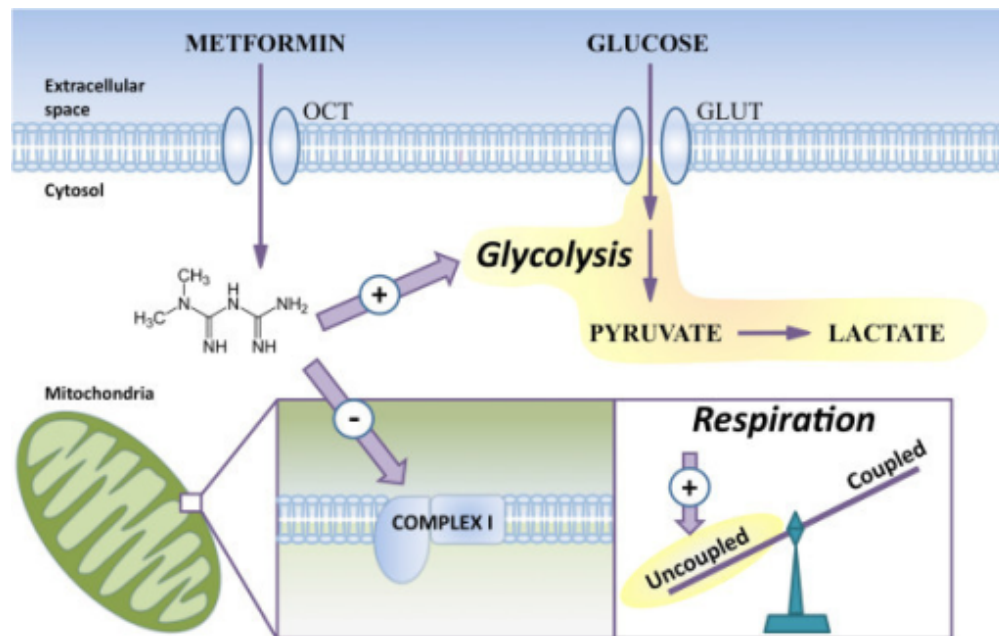 METFORMIN
GLUCOSE
Extracellular
space
OCT
GLUT
Cytosol
Glycolysis
+
CH₃
H
N
N
NH₂
H₃C
NH
NH
PYRUVATE
LACTATE
Mitochondria
-
Respiration
COMPLEX I
+
Coupled
Uncoupled